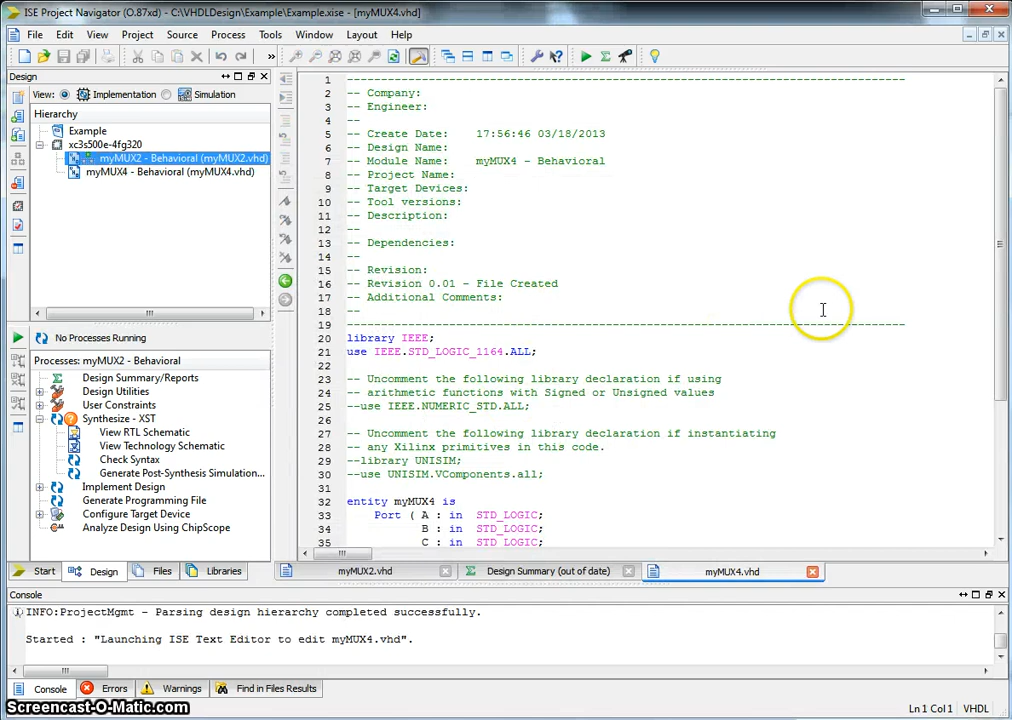 ISE Project Navigator (O.87xd) - C:\VHDLDesign\Example\Example.xise - [myMUX4.vhd]
File Edit View Project Source Process Tools Window Layout Help
Design
View: Implementation Simulation
Hierarchy
Example
xc3s500e-4fg320
myMUX2 - Behavioral (myMUX2.vhd)
myMUX4 - Behavioral (myMUX4.vhd)
No Processes Running
Processes: myMUX2 - Behavioral
Design Summary/Reports
Design Utilities
User Constraints
Synthesize - XST
View RTL Schematic
View Technology Schematic
Check Syntax
Generate Post-Synthesis Simulation...
Implement Design
Generate Programming File
Configure Target Device
Analyze Design Using ChipScope
Start Design Files Libraries
1 ----------------------------------------------------------------------------------
2 -- Company:
3 -- Engineer:
4 --
5 -- Create Date: 17:56:46 03/18/2013
6 -- Design Name:
7 -- Module Name: myMUX4 - Behavioral
8 -- Project Name:
9 -- Target Devices:
10 -- Tool versions:
11 -- Description:
12 --
13 -- Dependencies:
14 --
15 -- Revision:
16 -- Revision 0.01 - File Created
17 -- Additional Comments:
18 --
19 ----------------------------------------------------------------------------------
20 library IEEE;
21 use IEEE.STD_LOGIC_1164.ALL;
22
23 -- Uncomment the following library declaration if using
24 -- arithmetic functions with Signed or Unsigned values
25 --use IEEE.NUMERIC_STD.ALL;
26
27 -- Uncomment the following library declaration if instantiating
28 -- any Xilinx primitives in this code.
29 --library UNISIM;
30 --use UNISIM.VComponents.all;
31
32 entity myMUX4 is
33 Port ( A : in STD_LOGIC;
34 B : in STD_LOGIC;
35 C : in STD_LOGIC;
myMUX2.vhd Design Summary (out of date) myMUX4.vhd
Console
INFO:ProjectMgmt - Parsing design hierarchy completed successfully.
Started : "Launching ISE Text Editor to edit myMUX4.vhd".
Console Errors Warnings Find in Files Results
Screencast-O-Matic.com
Ln 1 Col 1 VHDL